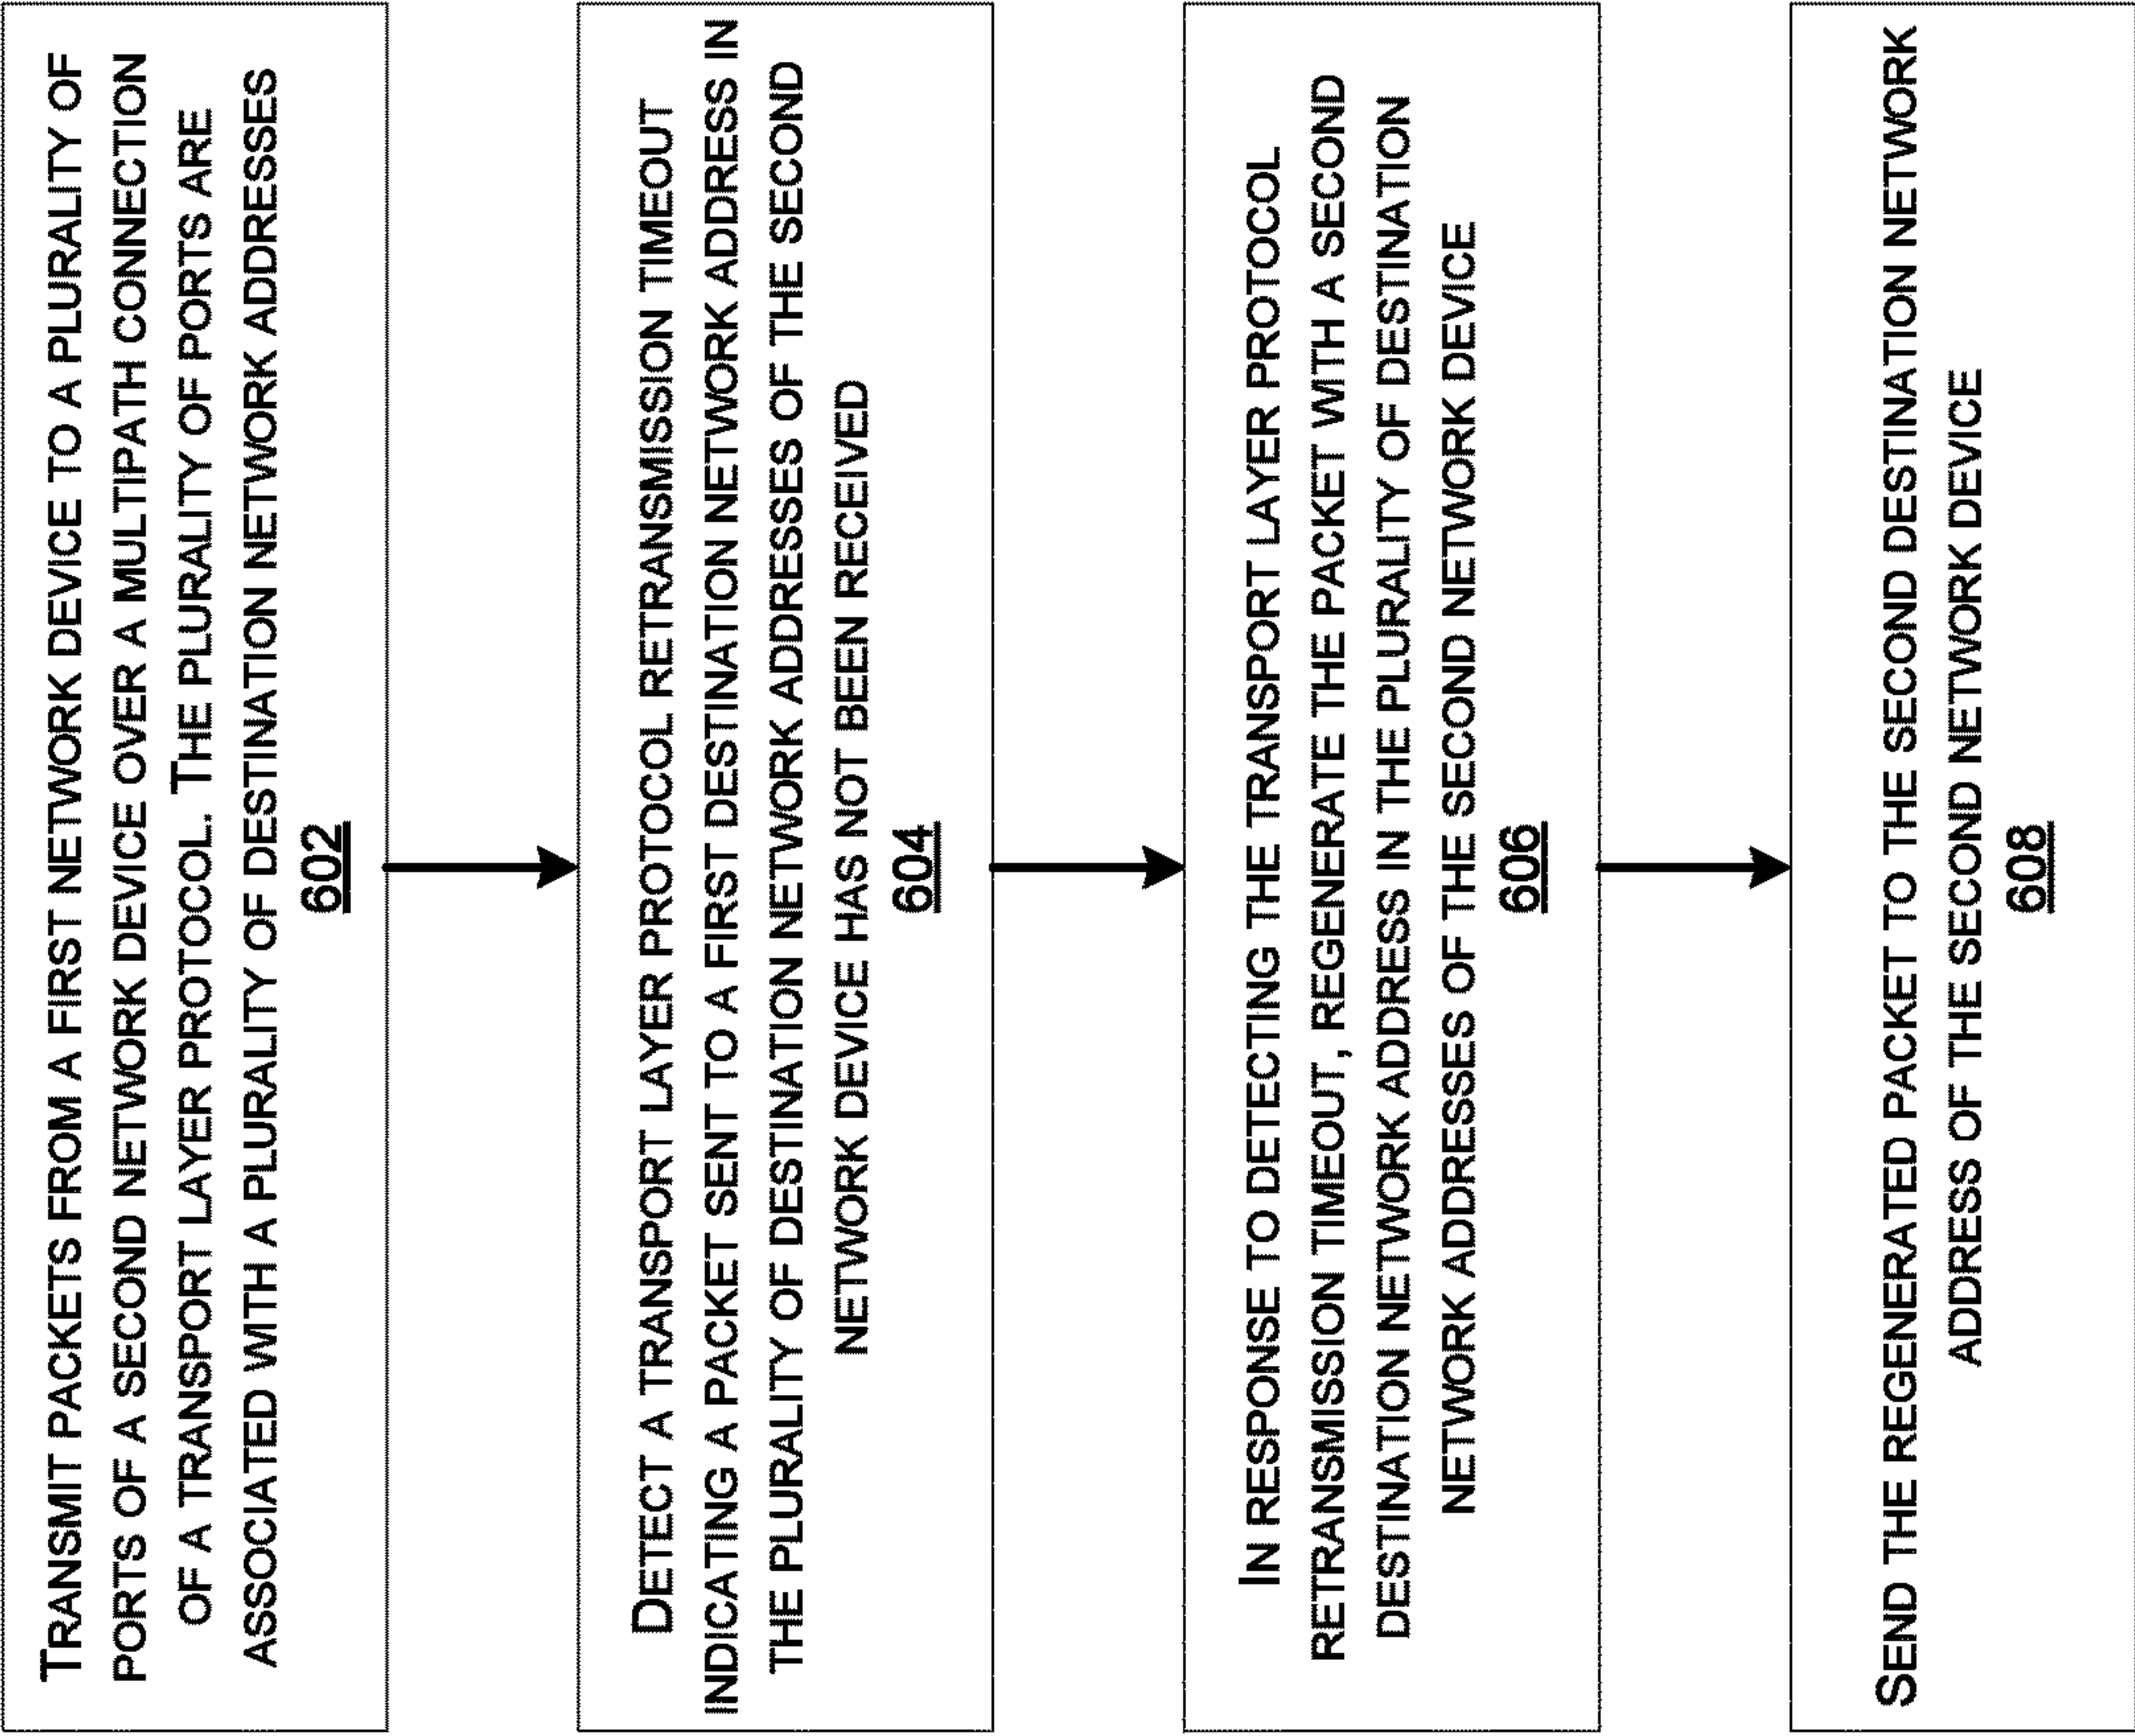 TRANSMIT PACKETS FROM A FIRST NETWORK DEVICE TO A PLURALITY OF
PORTS OF A SECOND NETWORK DEVICE OVER A MULTIPATH CONNECTION
OF A TRANSPORT LAYER PROTOCOL. THE PLURALITY OF PORTS ARE
ASSOCIATED WITH A PLURALITY OF DESTINATION NETWORK ADDRESSES
602
DETECT A TRANSPORT LAYER PROTOCOL RETRANSMISSION TIMEOUT
INDICATING A PACKET SENT TO A FIRST DESTINATION NETWORK ADDRESS IN
THE PLURALITY OF DESTINATION NETWORK ADDRESSES OF THE SECOND
NETWORK DEVICE HAS NOT BEEN RECEIVED
604
IN RESPONSE TO DETECTING THE TRANSPORT LAYER PROTOCOL
RETRANSMISSION TIMEOUT, REGENERATE THE PACKET WITH A SECOND
DESTINATION NETWORK ADDRESS IN THE PLURALITY OF DESTINATION
NETWORK ADDRESSES OF THE SECOND NETWORK DEVICE
606
SEND THE REGENERATED PACKET TO THE SECOND DESTINATION NETWORK
ADDRESS OF THE SECOND NETWORK DEVICE
608